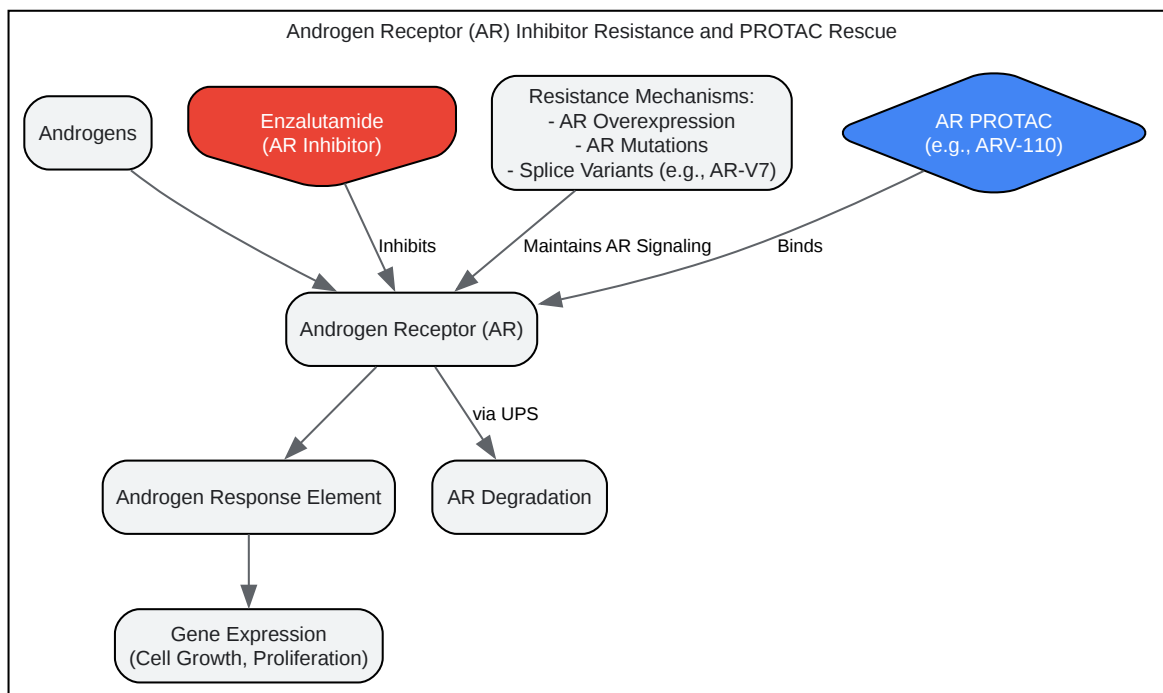 Androgen Receptor (AR) Inhibitor Resistance and PROTAC Rescue
Androgens
Enzalutamide
(AR Inhibitor)
Resistance Mechanisms:
- AR Overexpression
- AR Mutations
- Splice Variants (e.g., AR-V7)
AR PROTAC
(e.g., ARV-110)
Inhibits
Maintains AR Signaling
Binds
Androgen Receptor (AR)
via UPS
Androgen Response Element
AR Degradation
Gene Expression
(Cell Growth, Proliferation)